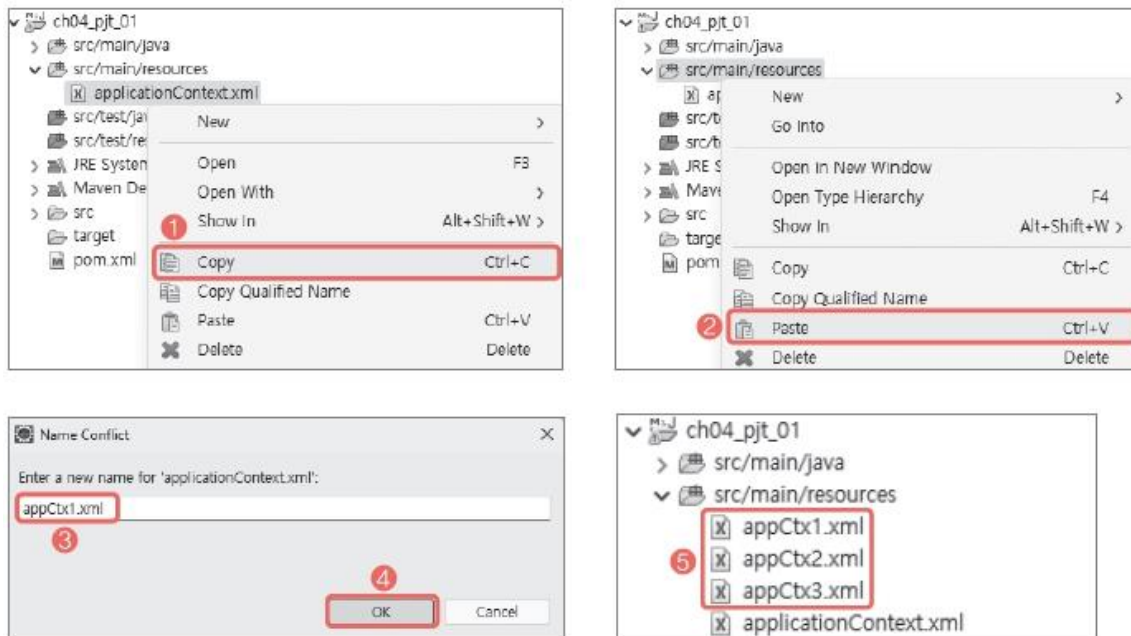 ch04_pjt_01
src/main/java
src/main/resources
applicationContext.xml
src/test/jav
New
src/test/re
JRE System
Open F3
Maven De
Open With
src
Show In Alt+Shift+W
target
1
pom.xml
Copy Ctrl+C
Copy Qualified Name
Paste Ctrl+V
Delete Delete
ch04_pjt_01
src/main/java
src/main/resources
ap
New
src/t
Go Into
src/t
JRE S
Open in New Window
Mave
Open Type Hierarchy F4
src
Show In Alt+Shift+W
targe
pom
Copy Ctrl+C
Copy Qualified Name
2
Paste Ctrl+V
Delete Delete
Name Conflict
Enter a new name for 'applicationContext.xml':
appCtx1.xml
3
4
OK Cancel
ch04_pjt_01
src/main/java
src/main/resources
appCtx1.xml
5
appCtx2.xml
appCtx3.xml
applicationContext.xml